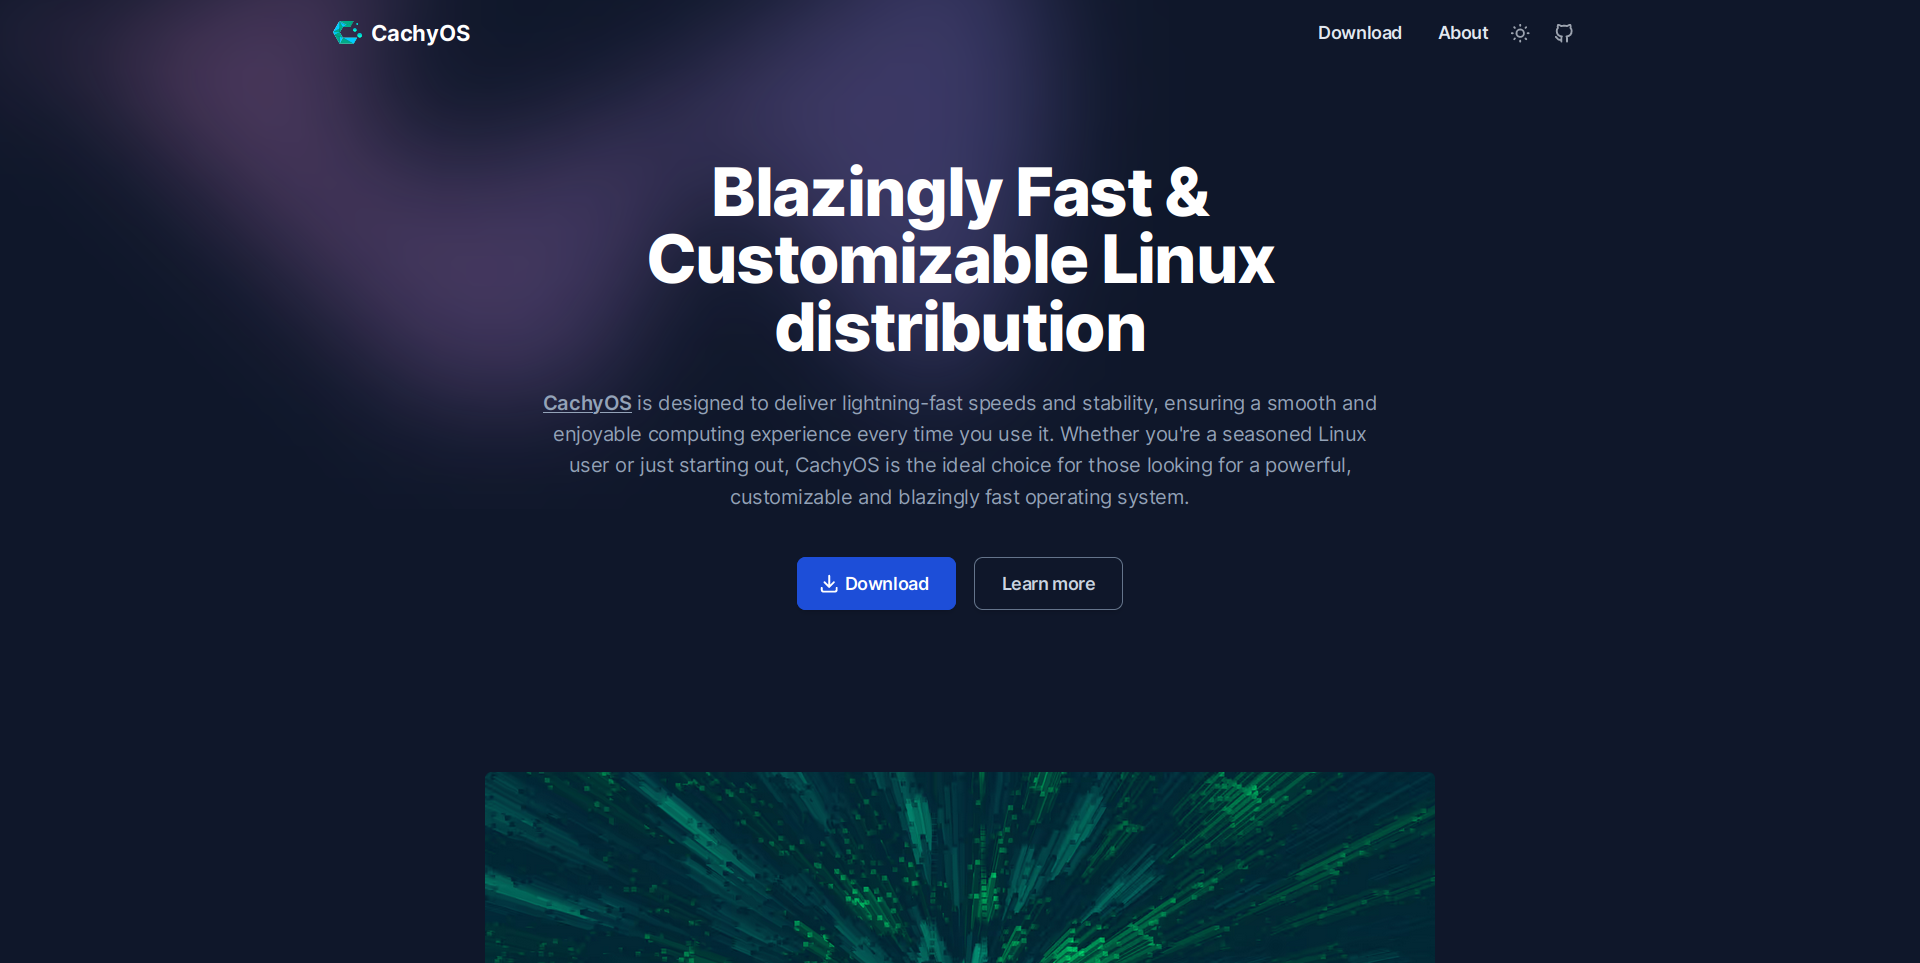 CachyOS
Download
About
Blazingly Fast &
Customizable Linux
distribution
CachyOS is designed to deliver lightning-fast speeds and stability, ensuring a smooth and
enjoyable computing experience every time you use it. Whether you're a seasoned Linux
user or just starting out, CachyOS is the ideal choice for those looking for a powerful,
customizable and blazingly fast operating system.
Download
Learn more